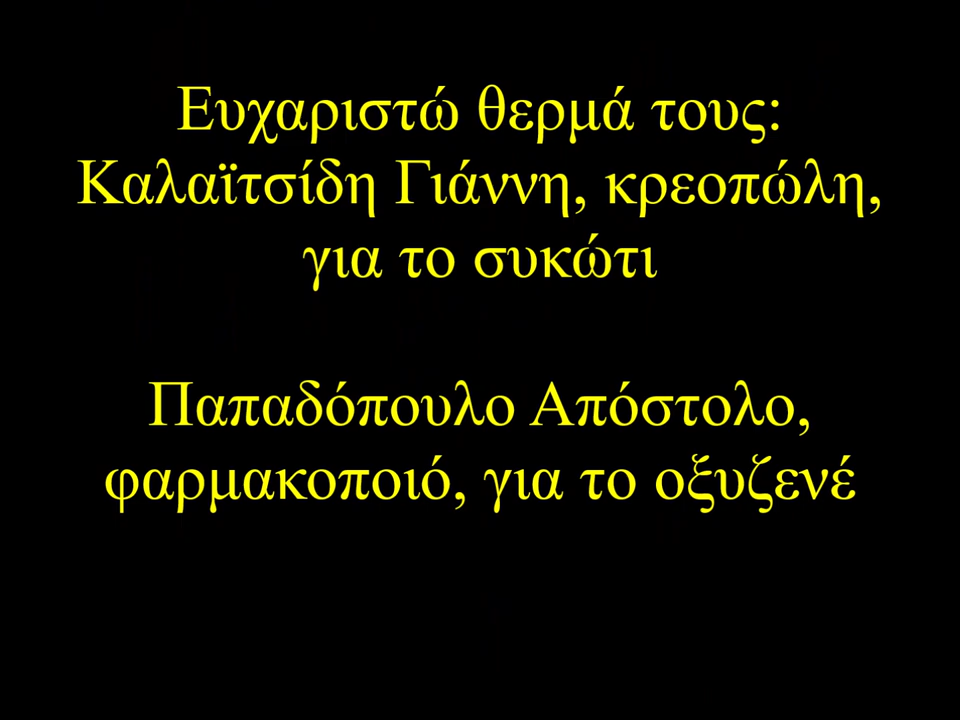 Ευχαριστώ θερμά τους:
Καλαϊτσίδη Γιάννη, κρεοπώλη,
για το συκώτι
Παπαδόπουλο Απόστολο,
φαρμακοποιό, για το οξυζενέ